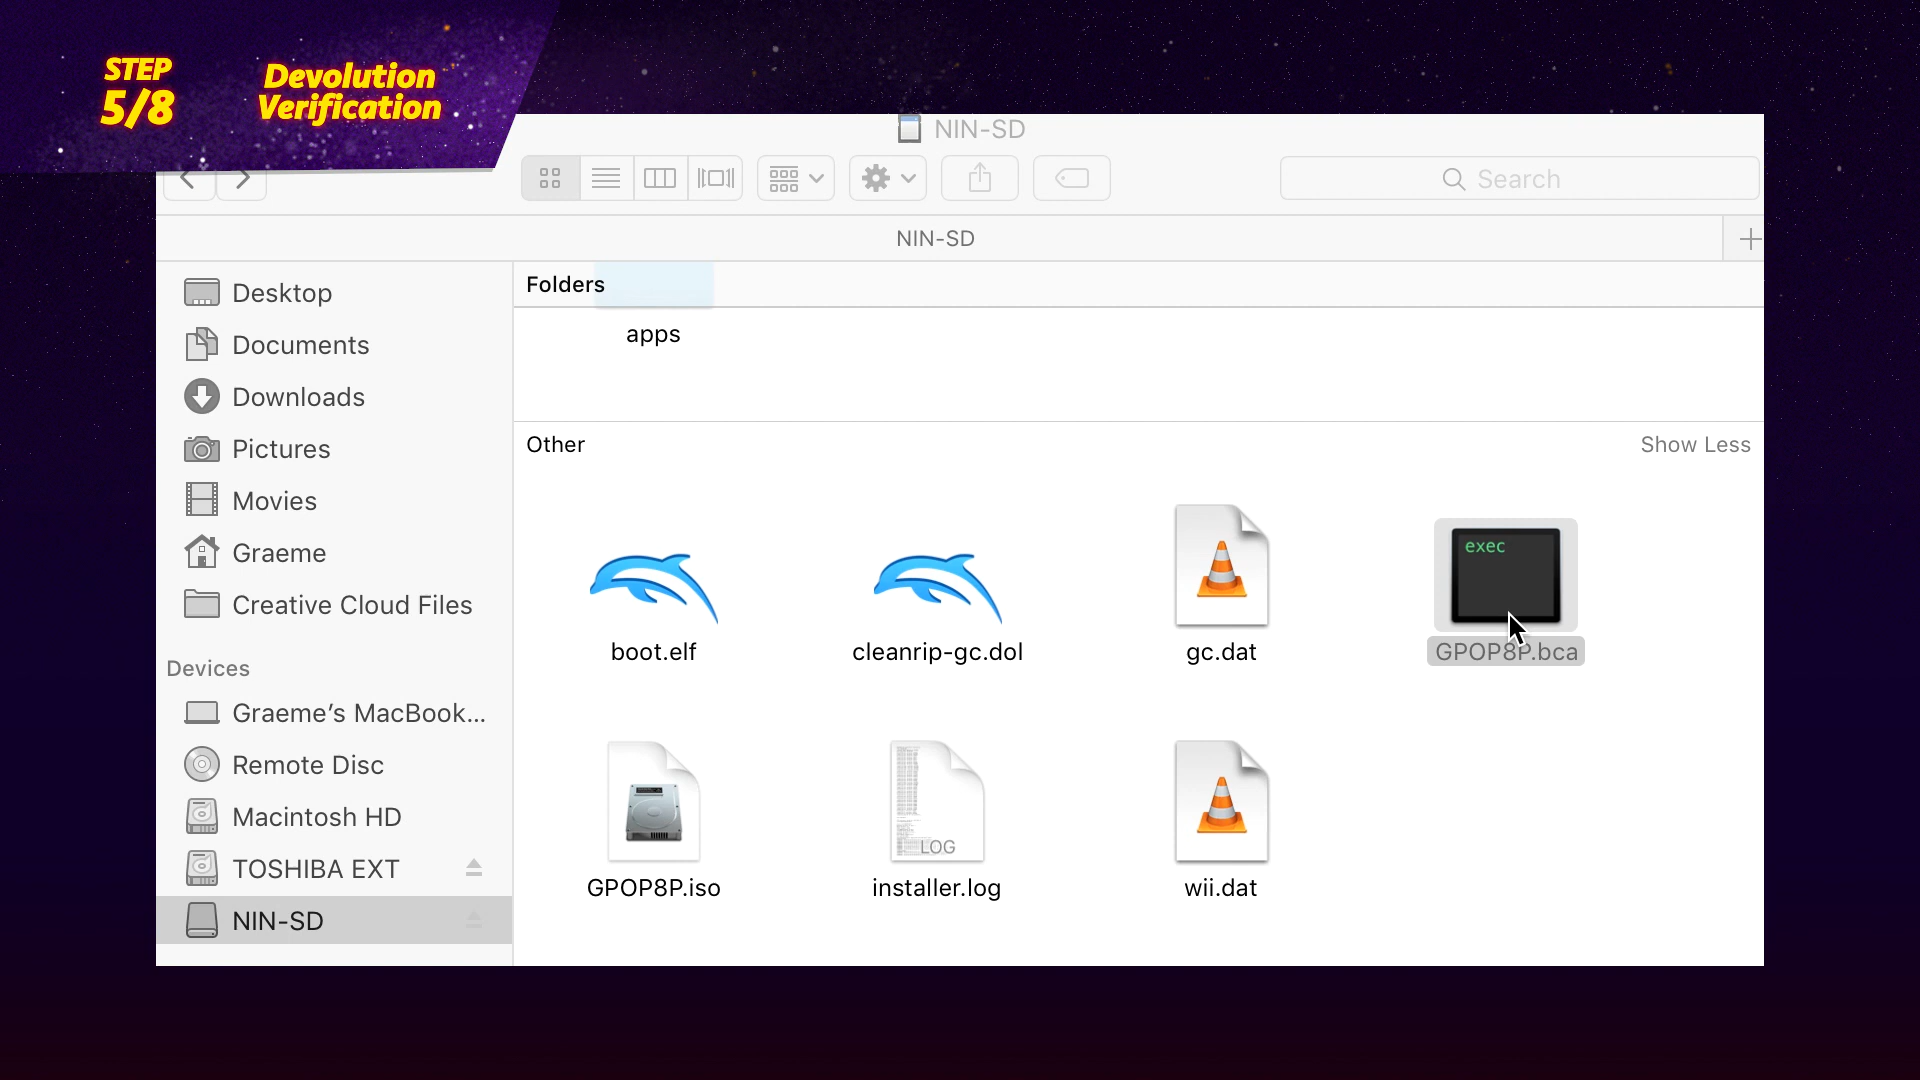 STEP
5/8
Devolution
Verification
NIN-SD
Search
NIN-SD
Desktop
Documents
Downloads
Pictures
Movies
Graeme
Creative Cloud Files
Devices
Graeme’s MacBook...
Remote Disc
Macintosh HD
TOSHIBA EXT
NIN-SD
Folders
apps
Other
Show Less
exec
boot.elf
cleanrip-gc.dol
gc.dat
GPOP8P.bca
LOG
GPOP8P.iso
installer.log
wii.dat